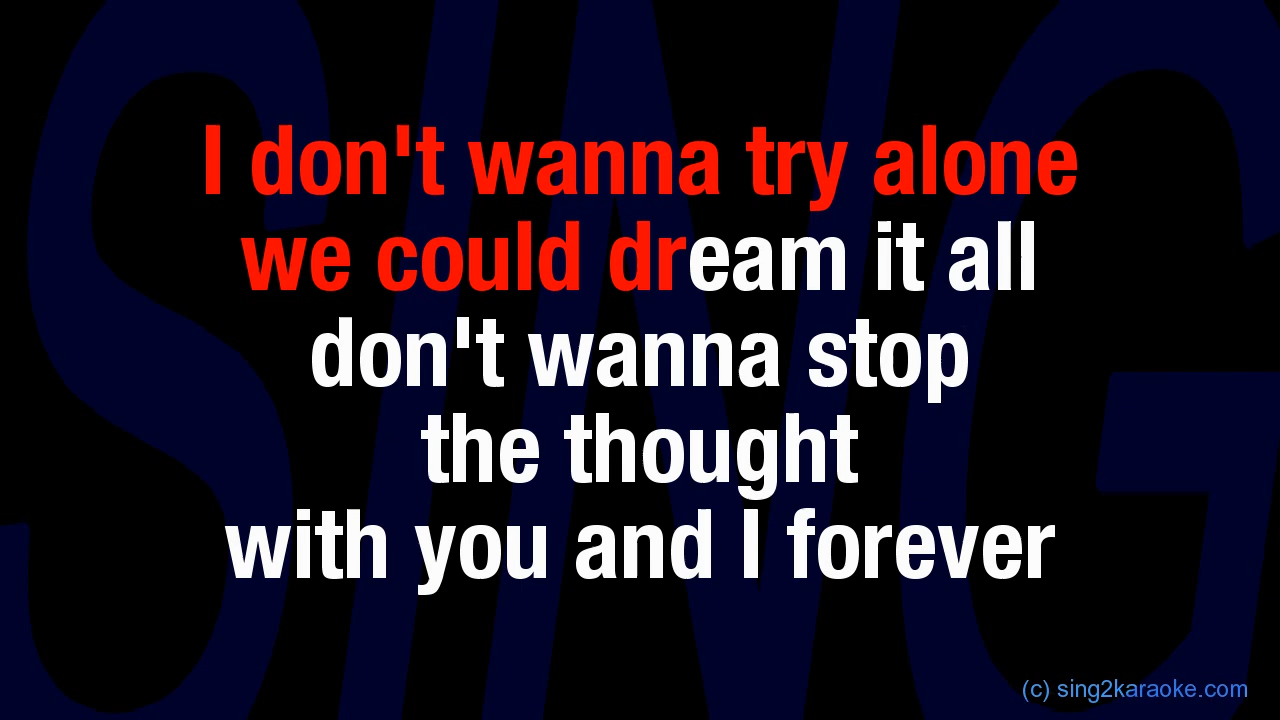 SING
I don't wanna try alone
we could dream it all
don't wanna stop
the thought
with you and I forever
(c) sing2karaoke.com